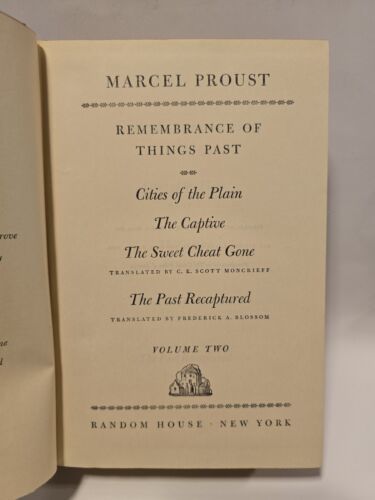 MARCEL PROUST
REMEMBRANCE OF
THINGS PAST
Cities of the Plain
The Captive
The Sweet Cheat Gone
TRANSLATED BY C. K. SCOTT MONCRIEFF
The Past Recaptured
TRANSLATED BY FREDERICK A. BLOSSOM
VOLUME TWO
RANDOM HOUSE · NEW YORK